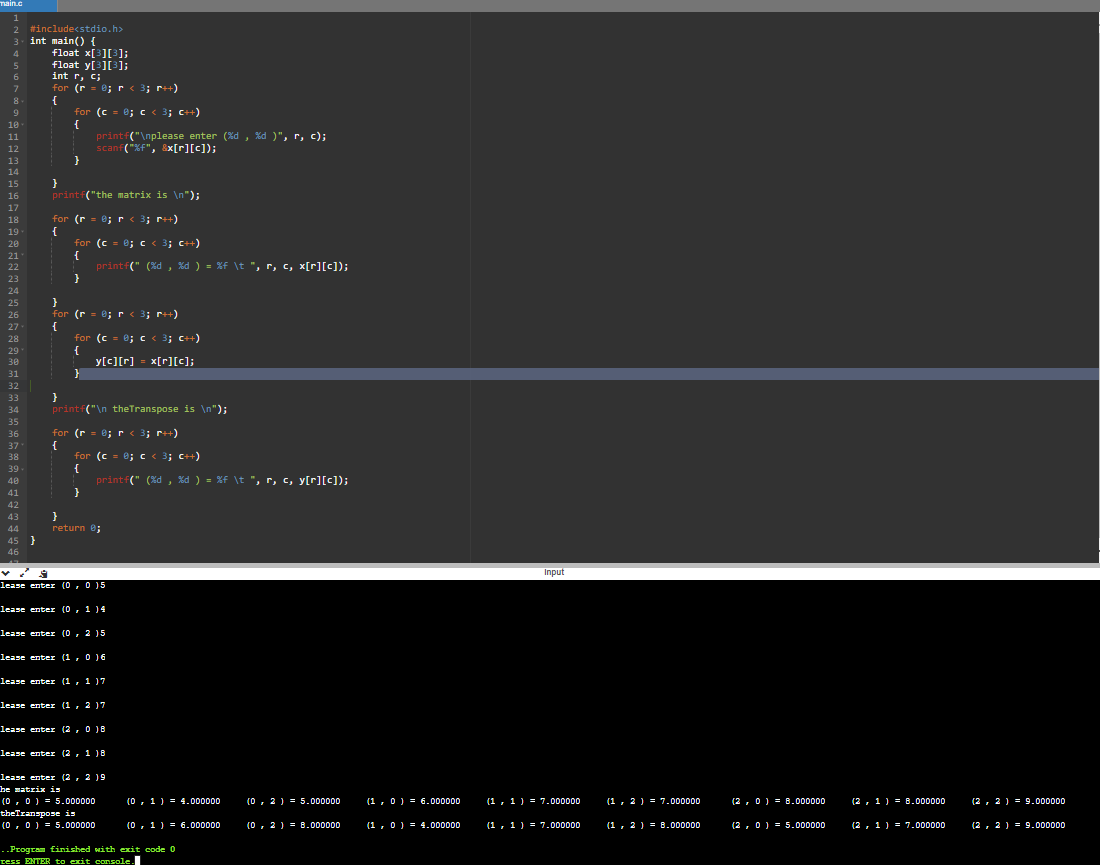 main.c
1
2 #include<stdio.h>
3 int main() {
4 float x[3][3];
5 float y[3][3];
6 int r, c;
7 for (r = 0; r < 3; r++)
8 {
9 for (c = 0; c < 3; c++)
10 {
11 printf("\nplease enter (%d , %d )", r, c);
12 scanf("%f", &x[r][c]);
13 }
14
15 }
16 printf("the matrix is \n");
17
18 for (r = 0; r < 3; r++)
19 {
20 for (c = 0; c < 3; c++)
21 {
22 printf(" (%d , %d ) = %f \t ", r, c, x[r][c]);
23 }
24
25 }
26 for (r = 0; r < 3; r++)
27 {
28 for (c = 0; c < 3; c++)
29 {
30 y[c][r] = x[r][c];
31 }
32
33 }
34 printf("\n theTranspose is \n");
35
36 for (r = 0; r < 3; r++)
37 {
38 for (c = 0; c < 3; c++)
39 {
40 printf(" (%d , %d ) = %f \t ", r, c, y[r][c]);
41 }
42
43 }
44 return 0;
45 }
46
input
lease enter (0 , 0 )5
lease enter (0 , 1 )4
lease enter (0 , 2 )5
lease enter (1 , 0 )6
lease enter (1 , 1 )7
lease enter (1 , 2 )7
lease enter (2 , 0 )8
lease enter (2 , 1 )8
lease enter (2 , 2 )9
he matrix is
(0 , 0 ) = 5.000000 (0 , 1 ) = 4.000000 (0 , 2 ) = 5.000000 (1 , 0 ) = 6.000000 (1 , 1 ) = 7.000000 (1 , 2 ) = 7.000000 (2 , 0 ) = 8.000000 (2 , 1 ) = 8.000000 (2 , 2 ) = 9.000000
theTranspose is
(0 , 0 ) = 5.000000 (0 , 1 ) = 6.000000 (0 , 2 ) = 8.000000 (1 , 0 ) = 4.000000 (1 , 1 ) = 7.000000 (1 , 2 ) = 8.000000 (2 , 0 ) = 5.000000 (2 , 1 ) = 7.000000 (2 , 2 ) = 9.000000
..Program finished with exit code 0
ress ENTER to exit console.